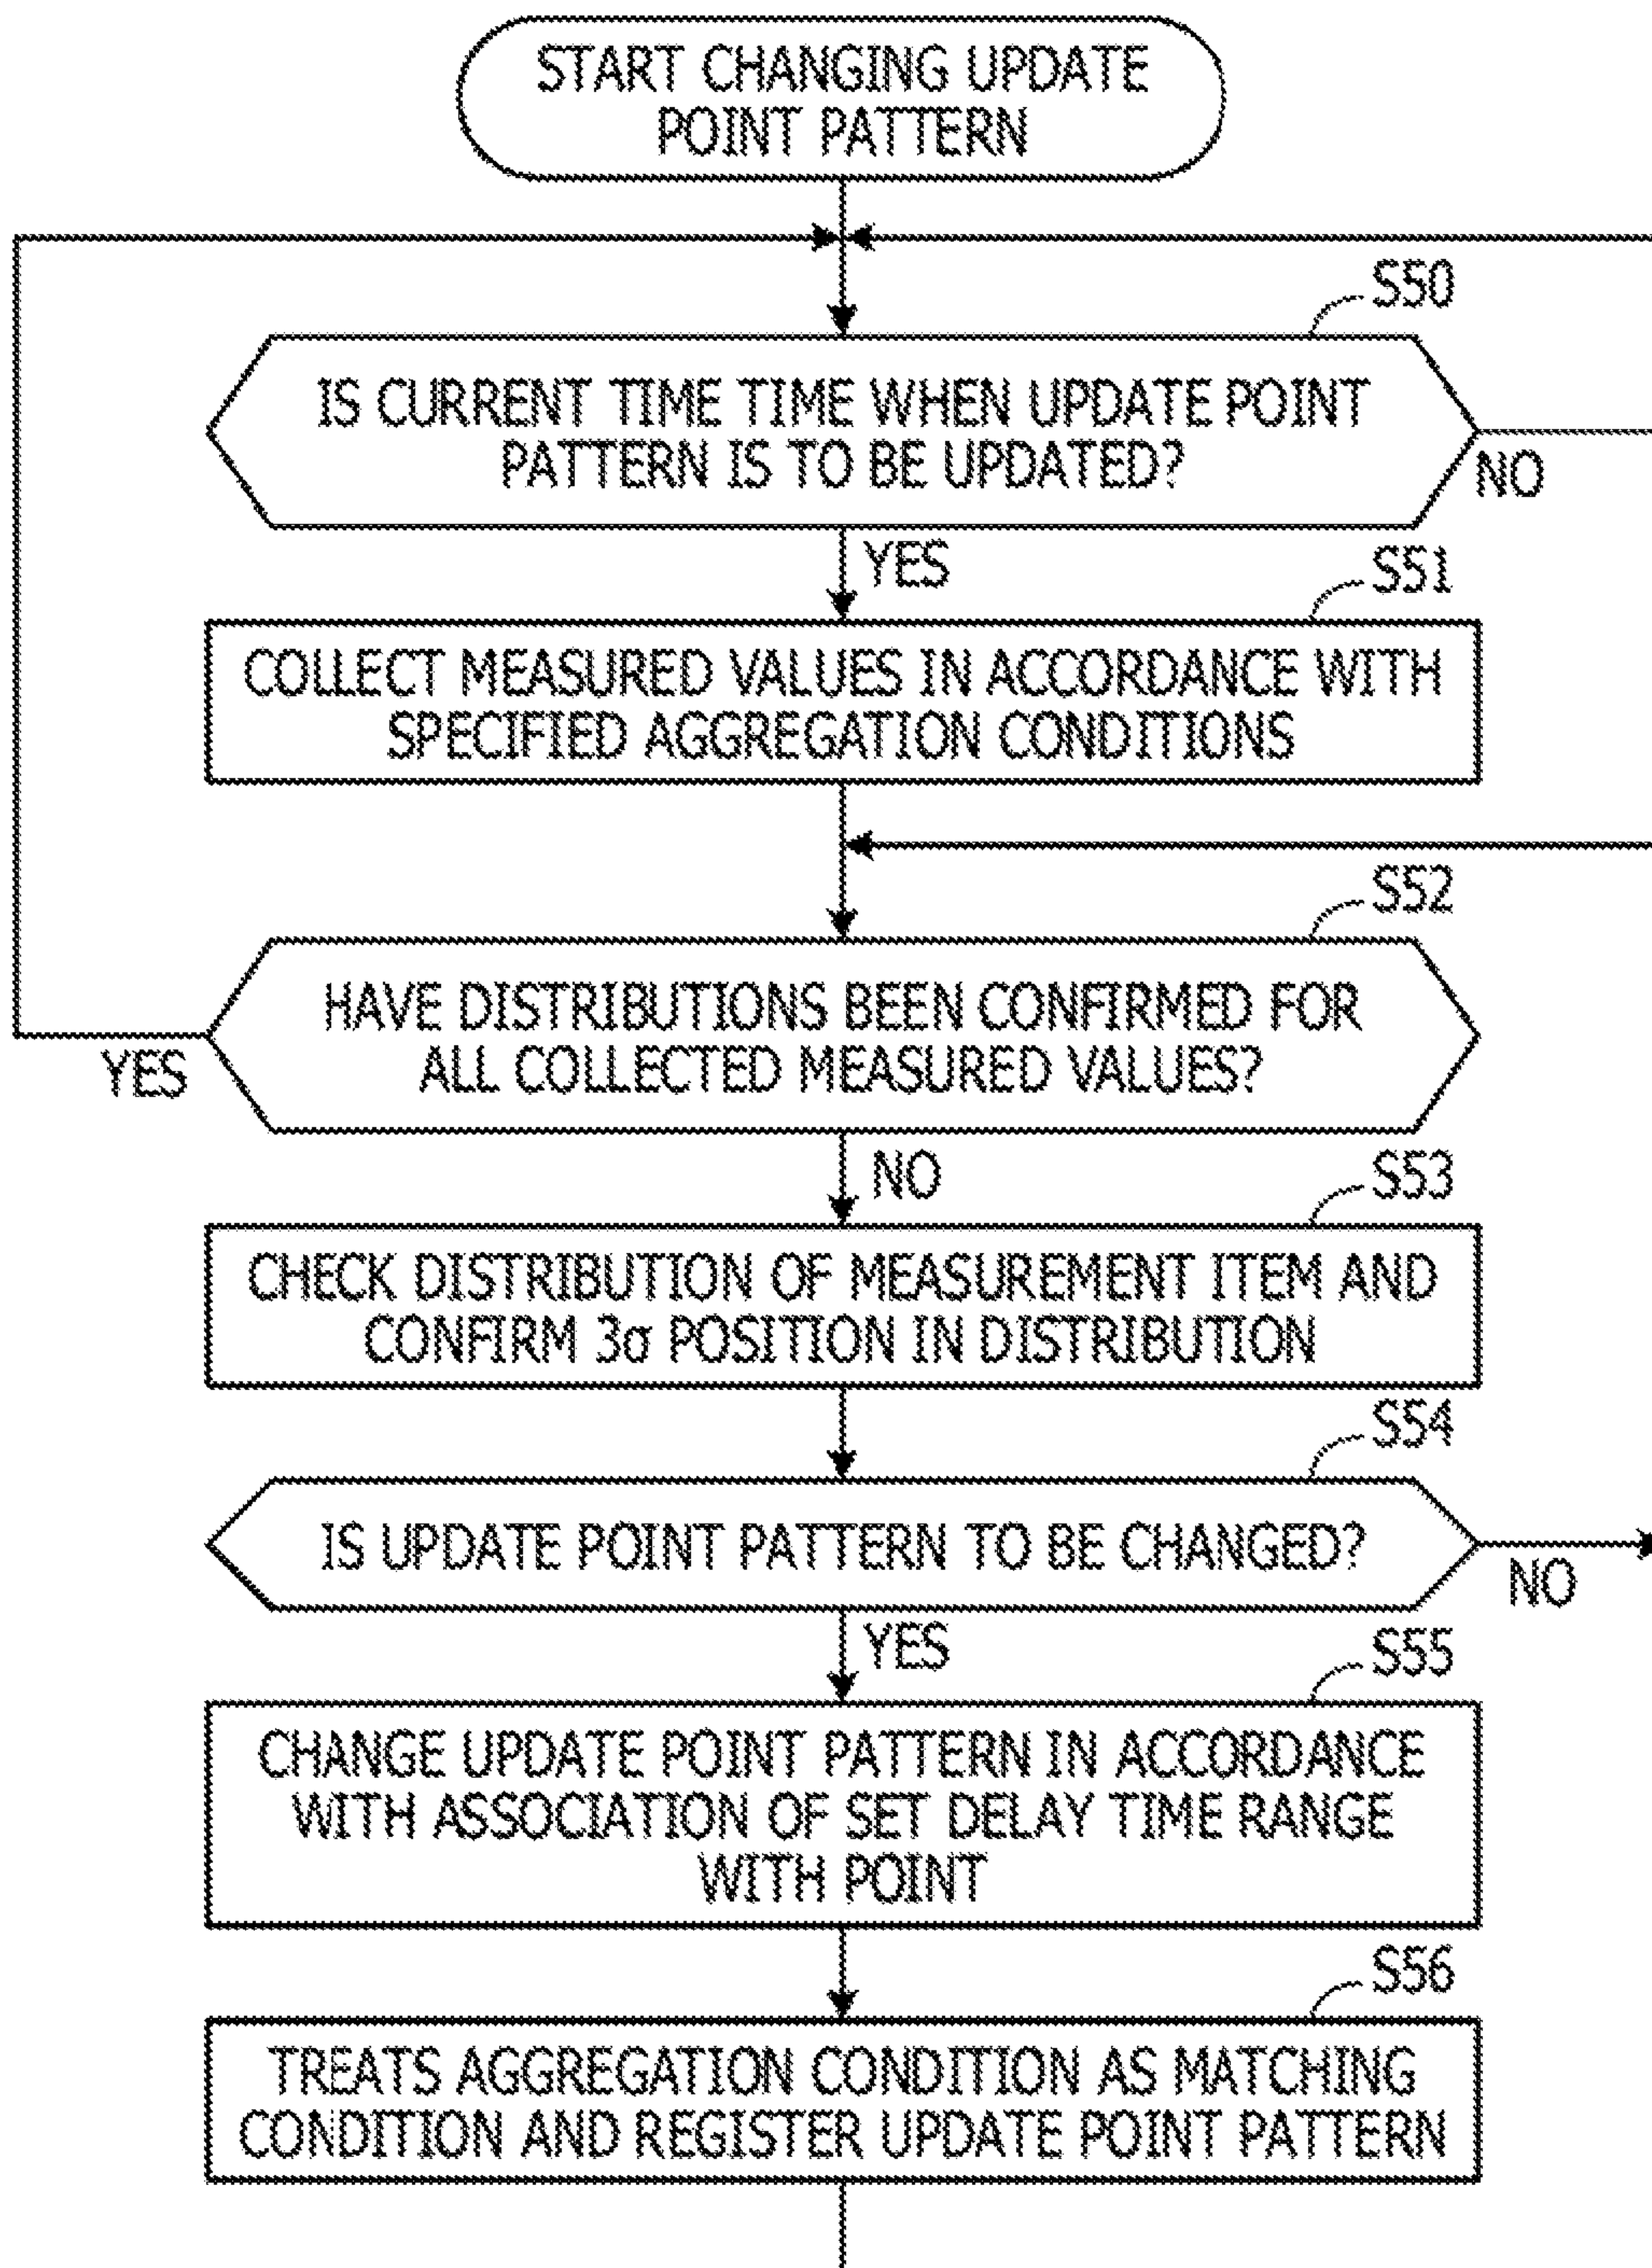 START CHANGING UPDATE
POINT PATTERN
S50
IS CURRENT TIME TIME WHEN UPDATE POINT
PATTERN IS TO BE UPDATED?
NO
YES
S51
COLLECT MEASURED VALUES IN ACCORDANCE WITH
SPECIFIED AGGREGATION CONDITIONS
S52
HAVE DISTRIBUTIONS BEEN CONFIRMED FOR
ALL COLLECTED MEASURED VALUES?
YES
NO
S53
CHECK DISTRIBUTION OF MEASUREMENT ITEM AND
CONFIRM 3σ POSITION IN DISTRIBUTION
S54
IS UPDATE POINT PATTERN TO BE CHANGED?
NO
YES
S55
CHANGE UPDATE POINT PATTERN IN ACCORDANCE
WITH ASSOCIATION OF SET DELAY TIME RANGE
WITH POINT
S56
TREATS AGGREGATION CONDITION AS MATCHING
CONDITION AND REGISTER UPDATE POINT PATTERN